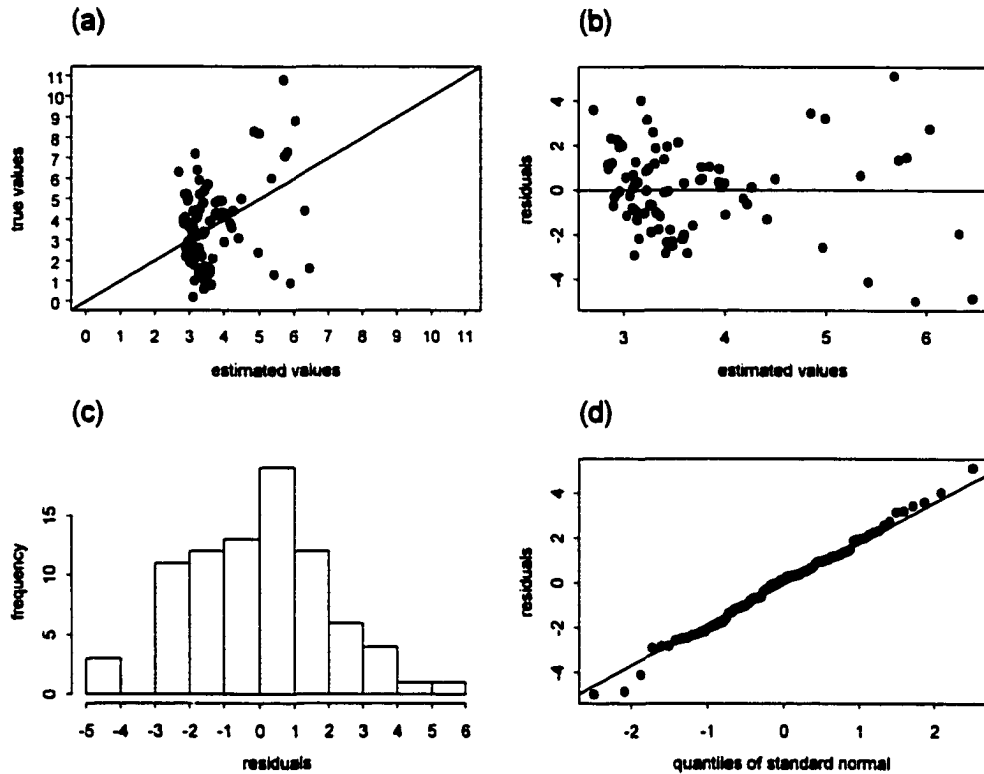 (a)
true values
11
10
9
8
7
6
5
4
3
2
1
0
0 1 2 3 4 5 6 7 8 9 10 11
estimated values
(b)
residuals
4
2
0
-2
-4
3 4 5 6
estimated values
(c)
frequency
15
10
5
0
-5 -4 -3 -2 -1 0 1 2 3 4 5 6
residuals
(d)
residuals
4
2
0
-2
-4
-2 -1 0 1 2
quantiles of standard normal